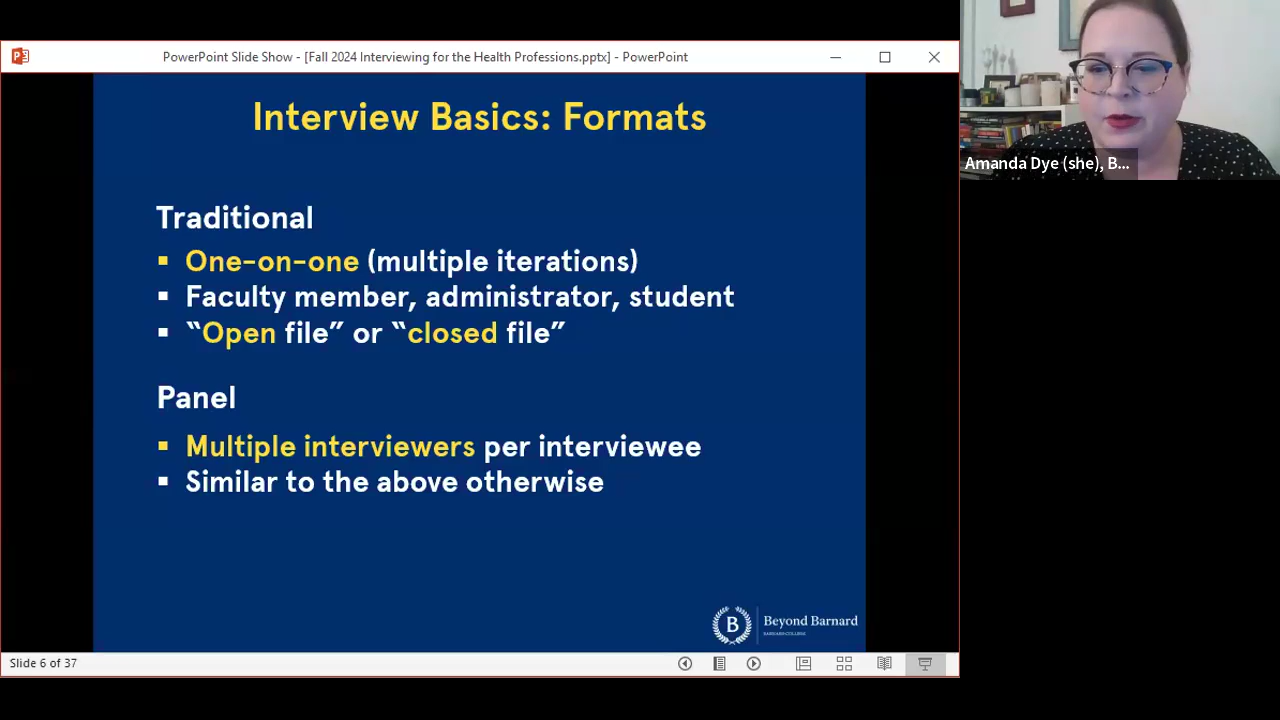 PowerPoint Slide Show - [Fall 2024 Interviewing for the Health Professions.pptx] - PowerPoint
Interview Basics: Formats
Traditional
▪ One-on-one (multiple iterations)
▪ Faculty member, administrator, student
▪ “Open file” or “closed file”
Panel
▪ Multiple interviewers per interviewee
▪ Similar to the above otherwise
B
Beyond Barnard
BARNARD COLLEGE
Slide 6 of 37
Amanda Dye (she), B...